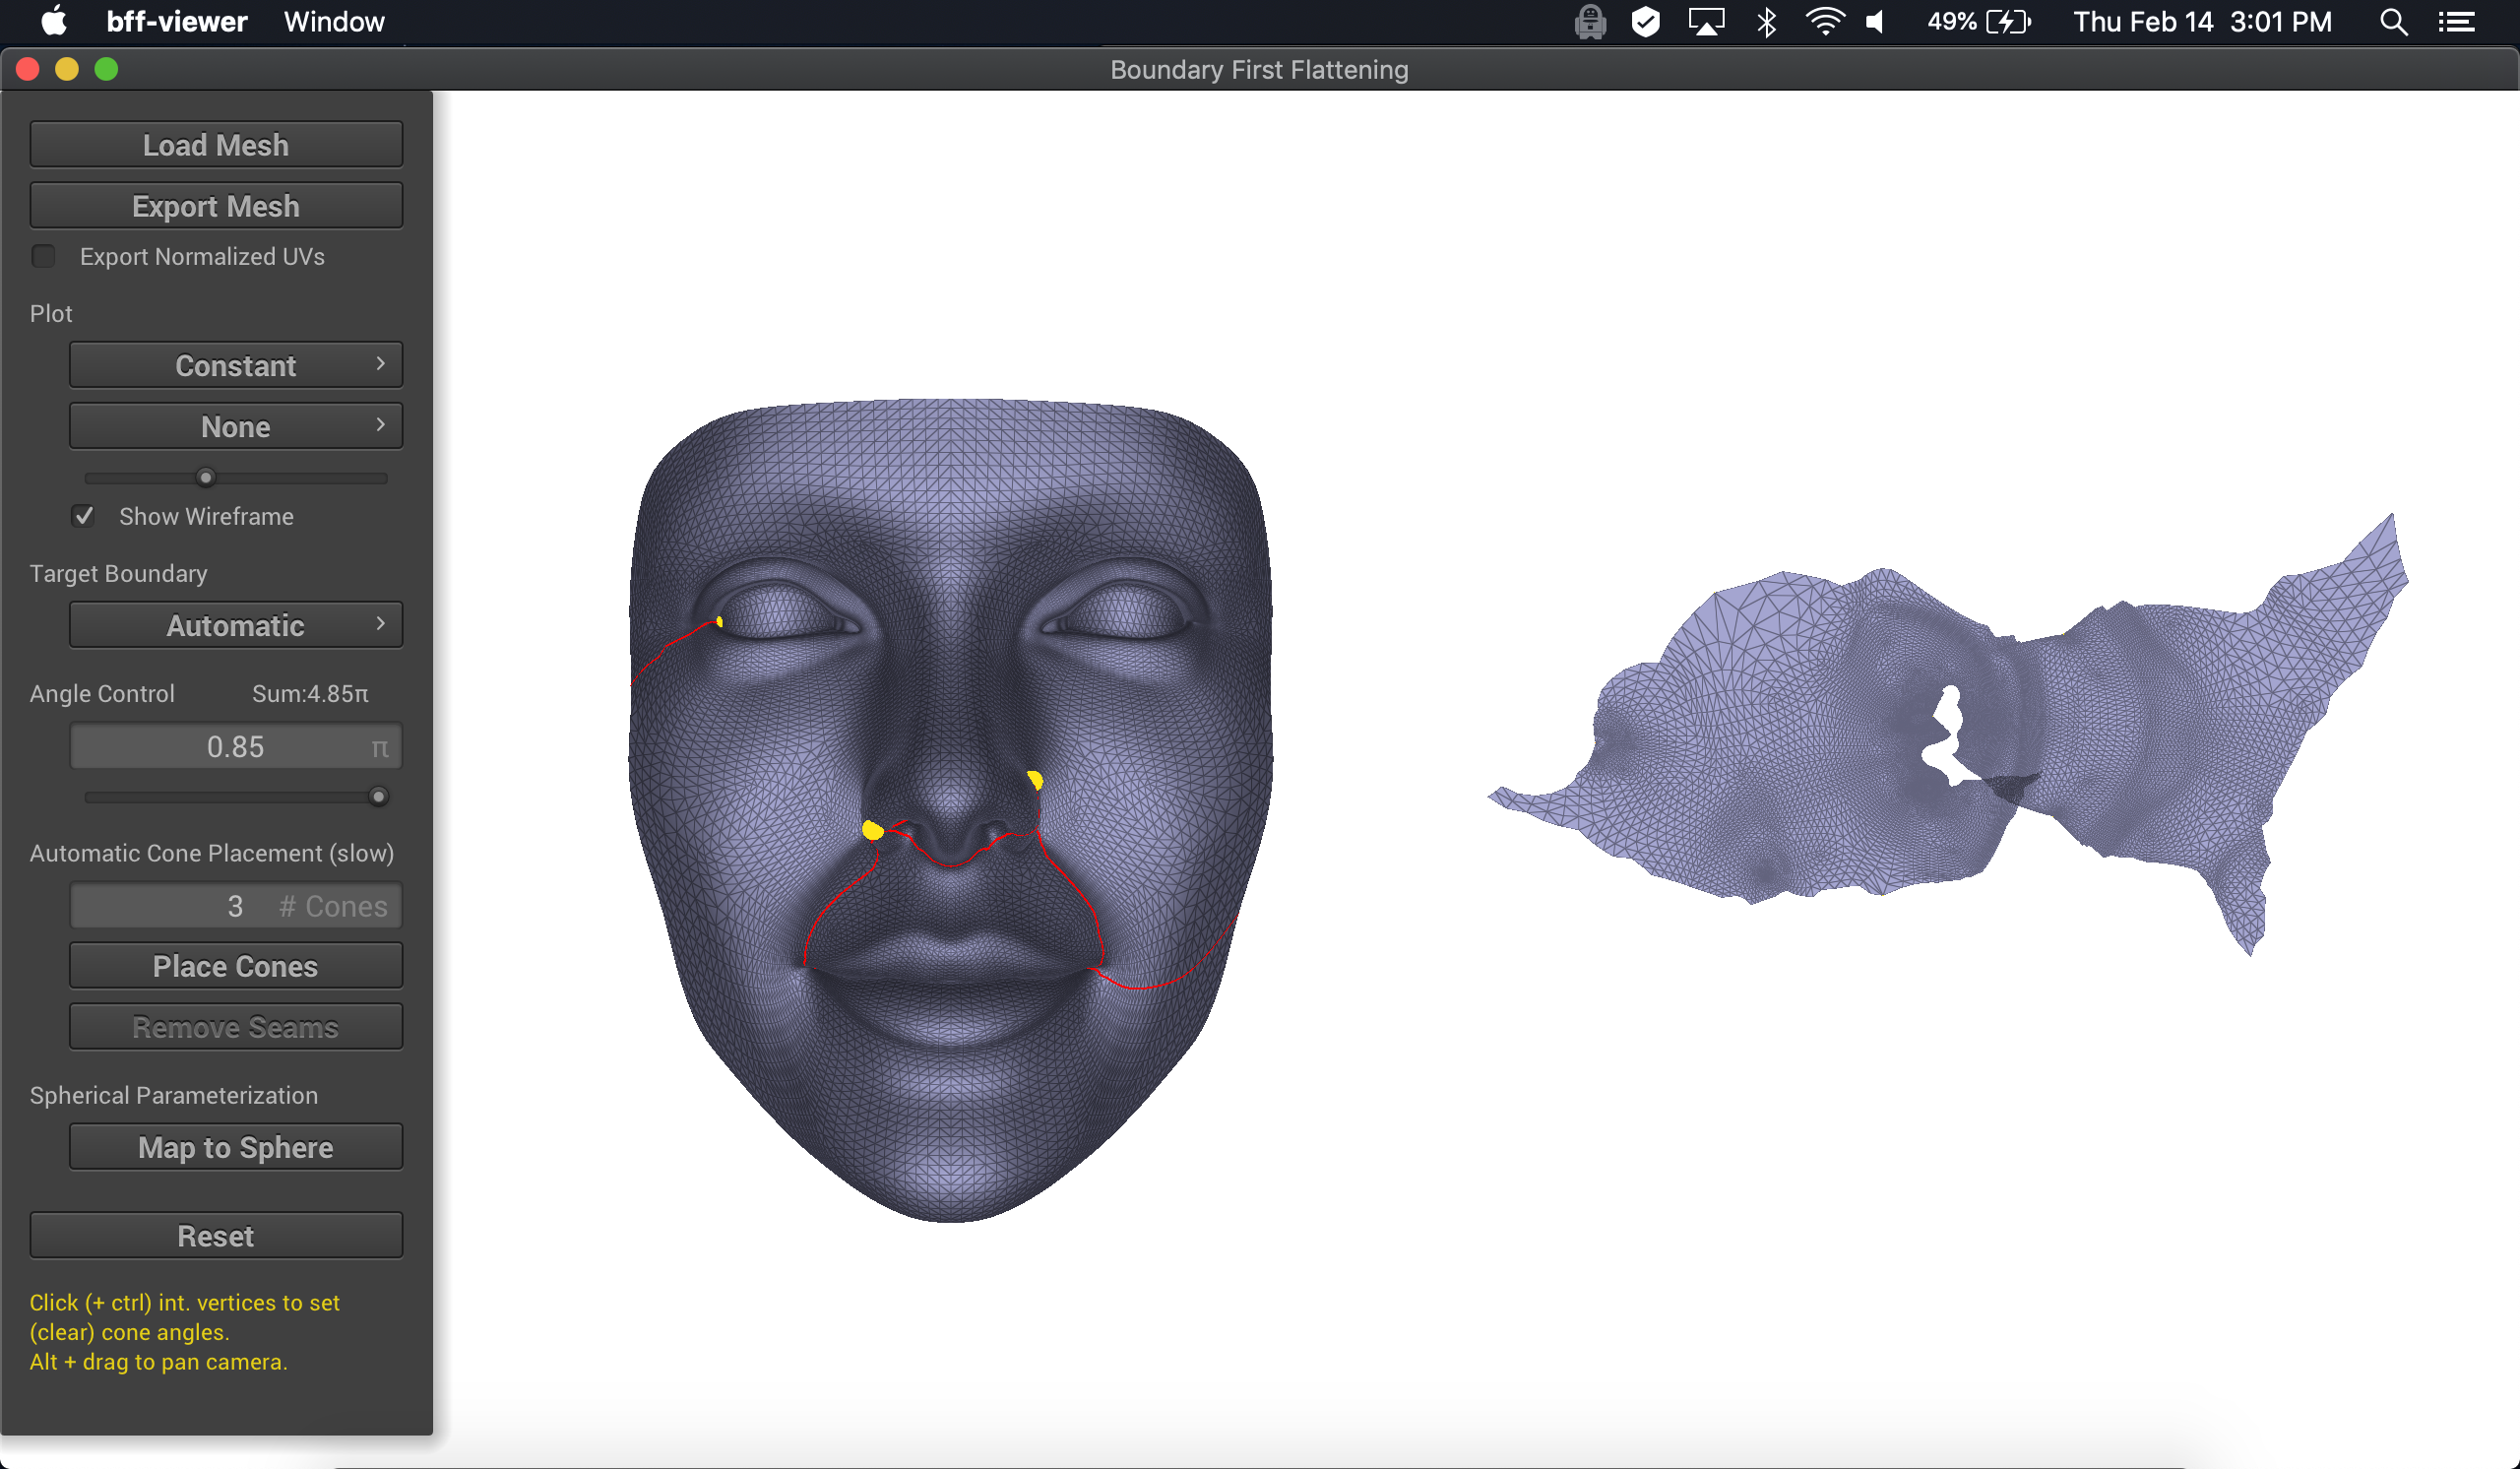 bff-viewer Window 49% Thu Feb 14 3:01 PM
Boundary First Flattening
Load Mesh
Export Mesh
Export Normalized UVs
Plot
Constant
None
Show Wireframe
Target Boundary
Automatic
Angle Control Sum:4.85π
0.85 π
Automatic Cone Placement (slow)
3 # Cones
Place Cones
Remove Seams
Spherical Parameterization
Map to Sphere
Reset
Click (+ ctrl) int. vertices to set
(clear) cone angles.
Alt + drag to pan camera.